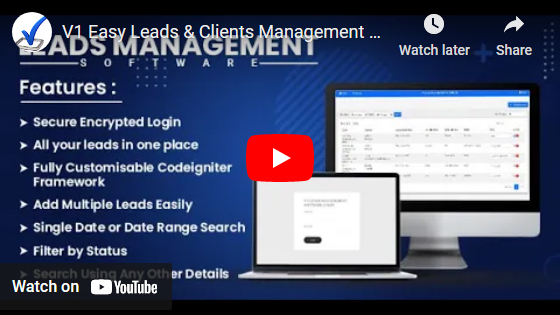 V1 Easy Leads & Clients Management ...
Watch later
Share
LEADS MANAGEMENT
SOFTWARE
Features :
➤ Secure Encrypted Login
➤ All your leads in one place
➤ Fully Customisable Codeigniter
Framework
➤ Add Multiple Leads Easily
➤ Single Date or Date Range Search
➤ Filter by Status
➤ Search Using Any Other Details
Watch on YouTube